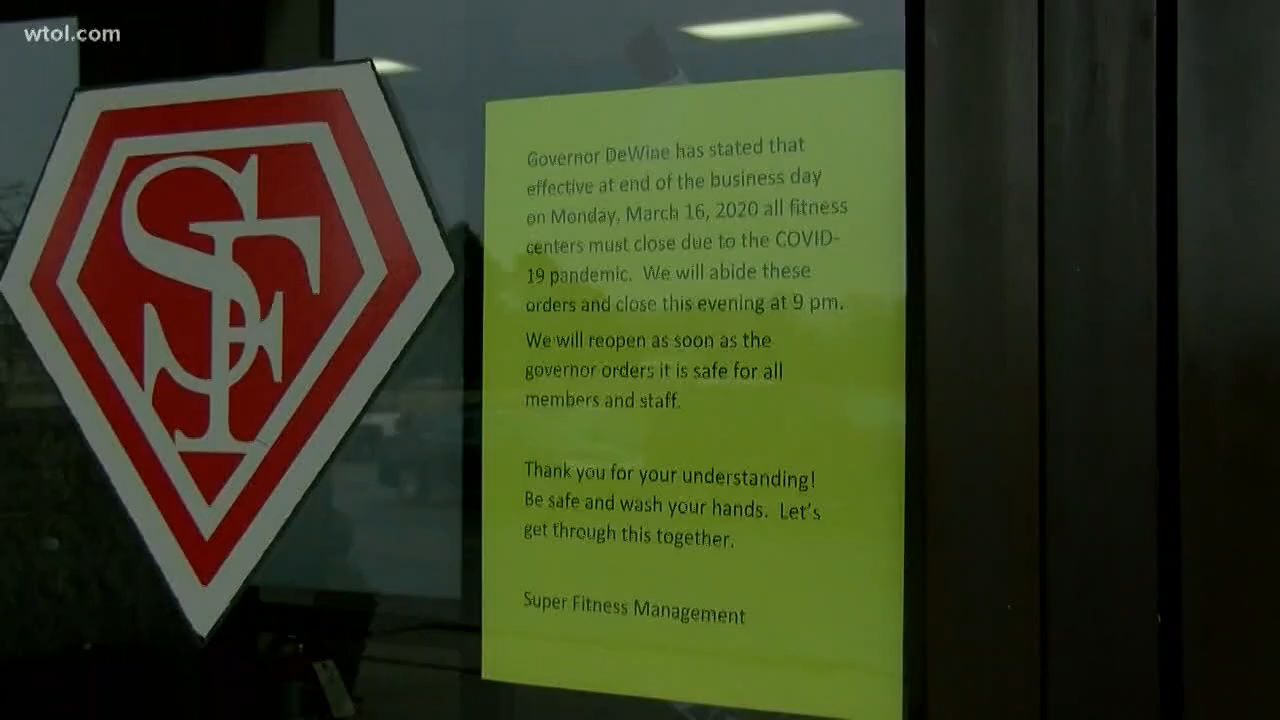 wtol.com
SF
Governor DeWine has stated that
effective at end of the business day
on Monday, March 16, 2020 all fitness
centers must close due to the COVID-
19 pandemic.  We will abide these
orders and close this evening at 9 pm.
We will reopen as soon as the
governor orders it is safe for all
members and staff.
Thank you for your understanding!
Be safe and wash your hands.  Let's
get through this together.
Super Fitness Management